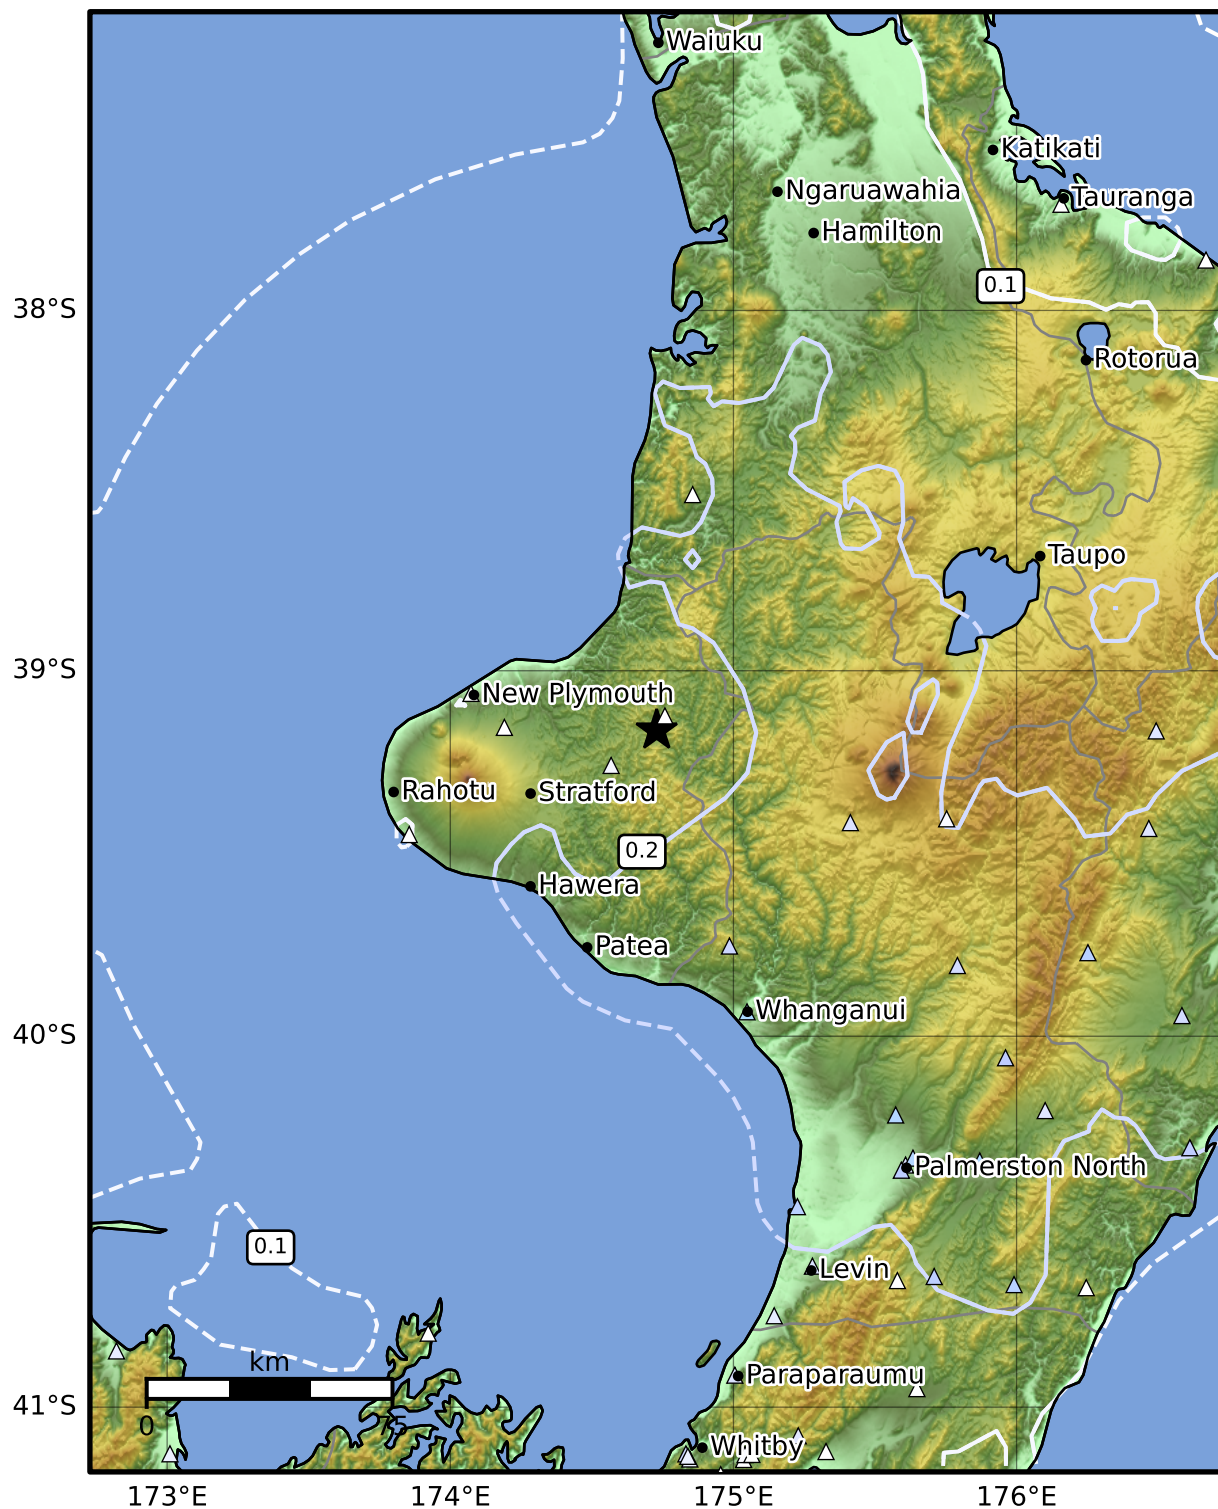 Waiuku
Katikati
Ngaruawahia
Tauranga
Hamilton
0.1
38°S
Rotorua
Taupo
39°S
New Plymouth
Rahotu
Stratford
0.2
Hawera
Patea
Whanganui
40°S
Palmerston North
0.1
Levin
km
Paraparaumu
41°S
0
Whitby
173°E
174°E
175°E
176°E